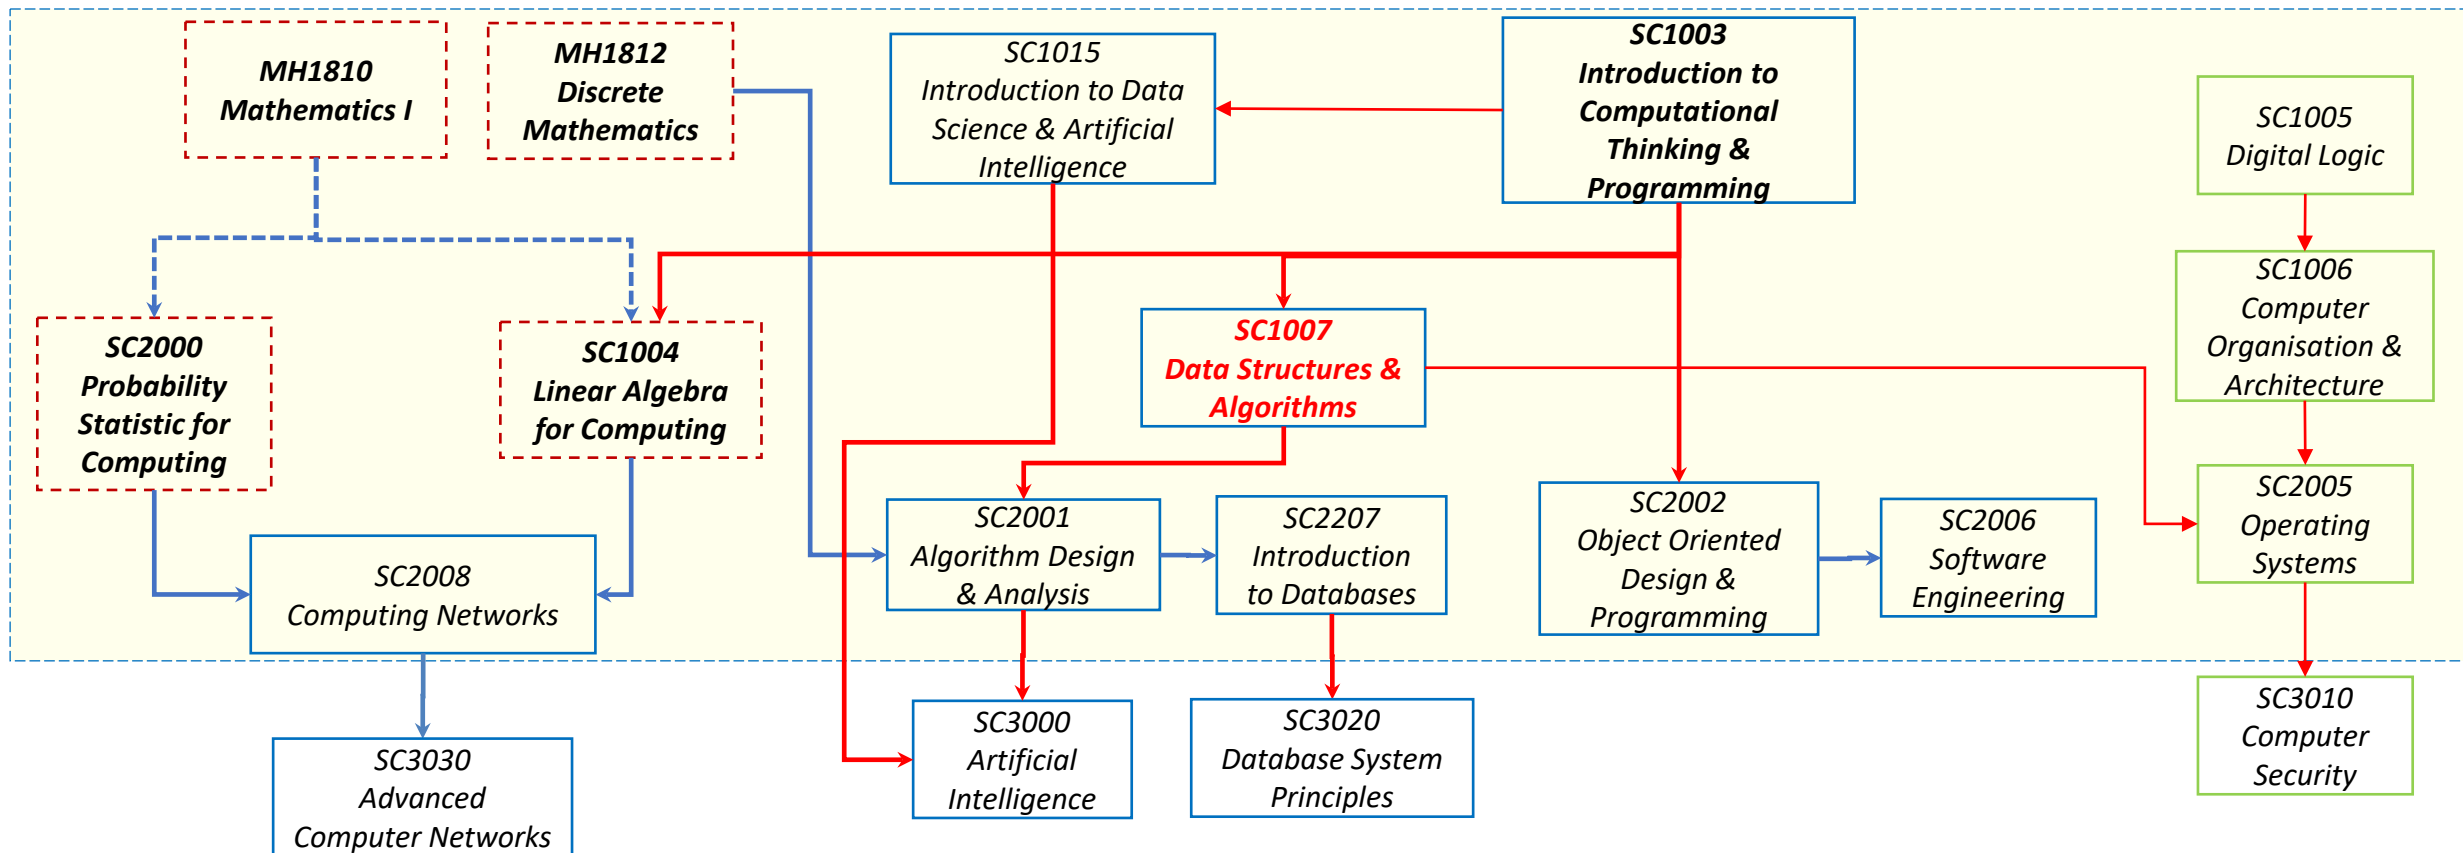 MH1810
Mathematics I
MH1812
Discrete
Mathematics
SC1015
Introduction to Data
Science & Artificial
Intelligence
SC1003
Introduction to
Computational
Thinking &
Programming
SC1005
Digital Logic
SC1006
Computer
Organisation &
Architecture
SC2000
Probability
Statistic for
Computing
SC1004
Linear Algebra
for Computing
SC1007
Data Structures &
Algorithms
SC2008
Computing Networks
SC2001
Algorithm Design
& Analysis
SC2207
Introduction
to Databases
SC2002
Object Oriented
Design &
Programming
SC2006
Software
Engineering
SC2005
Operating
Systems
SC3030
Advanced
Computer Networks
SC3000
Artificial
Intelligence
SC3020
Database System
Principles
SC3010
Computer
Security